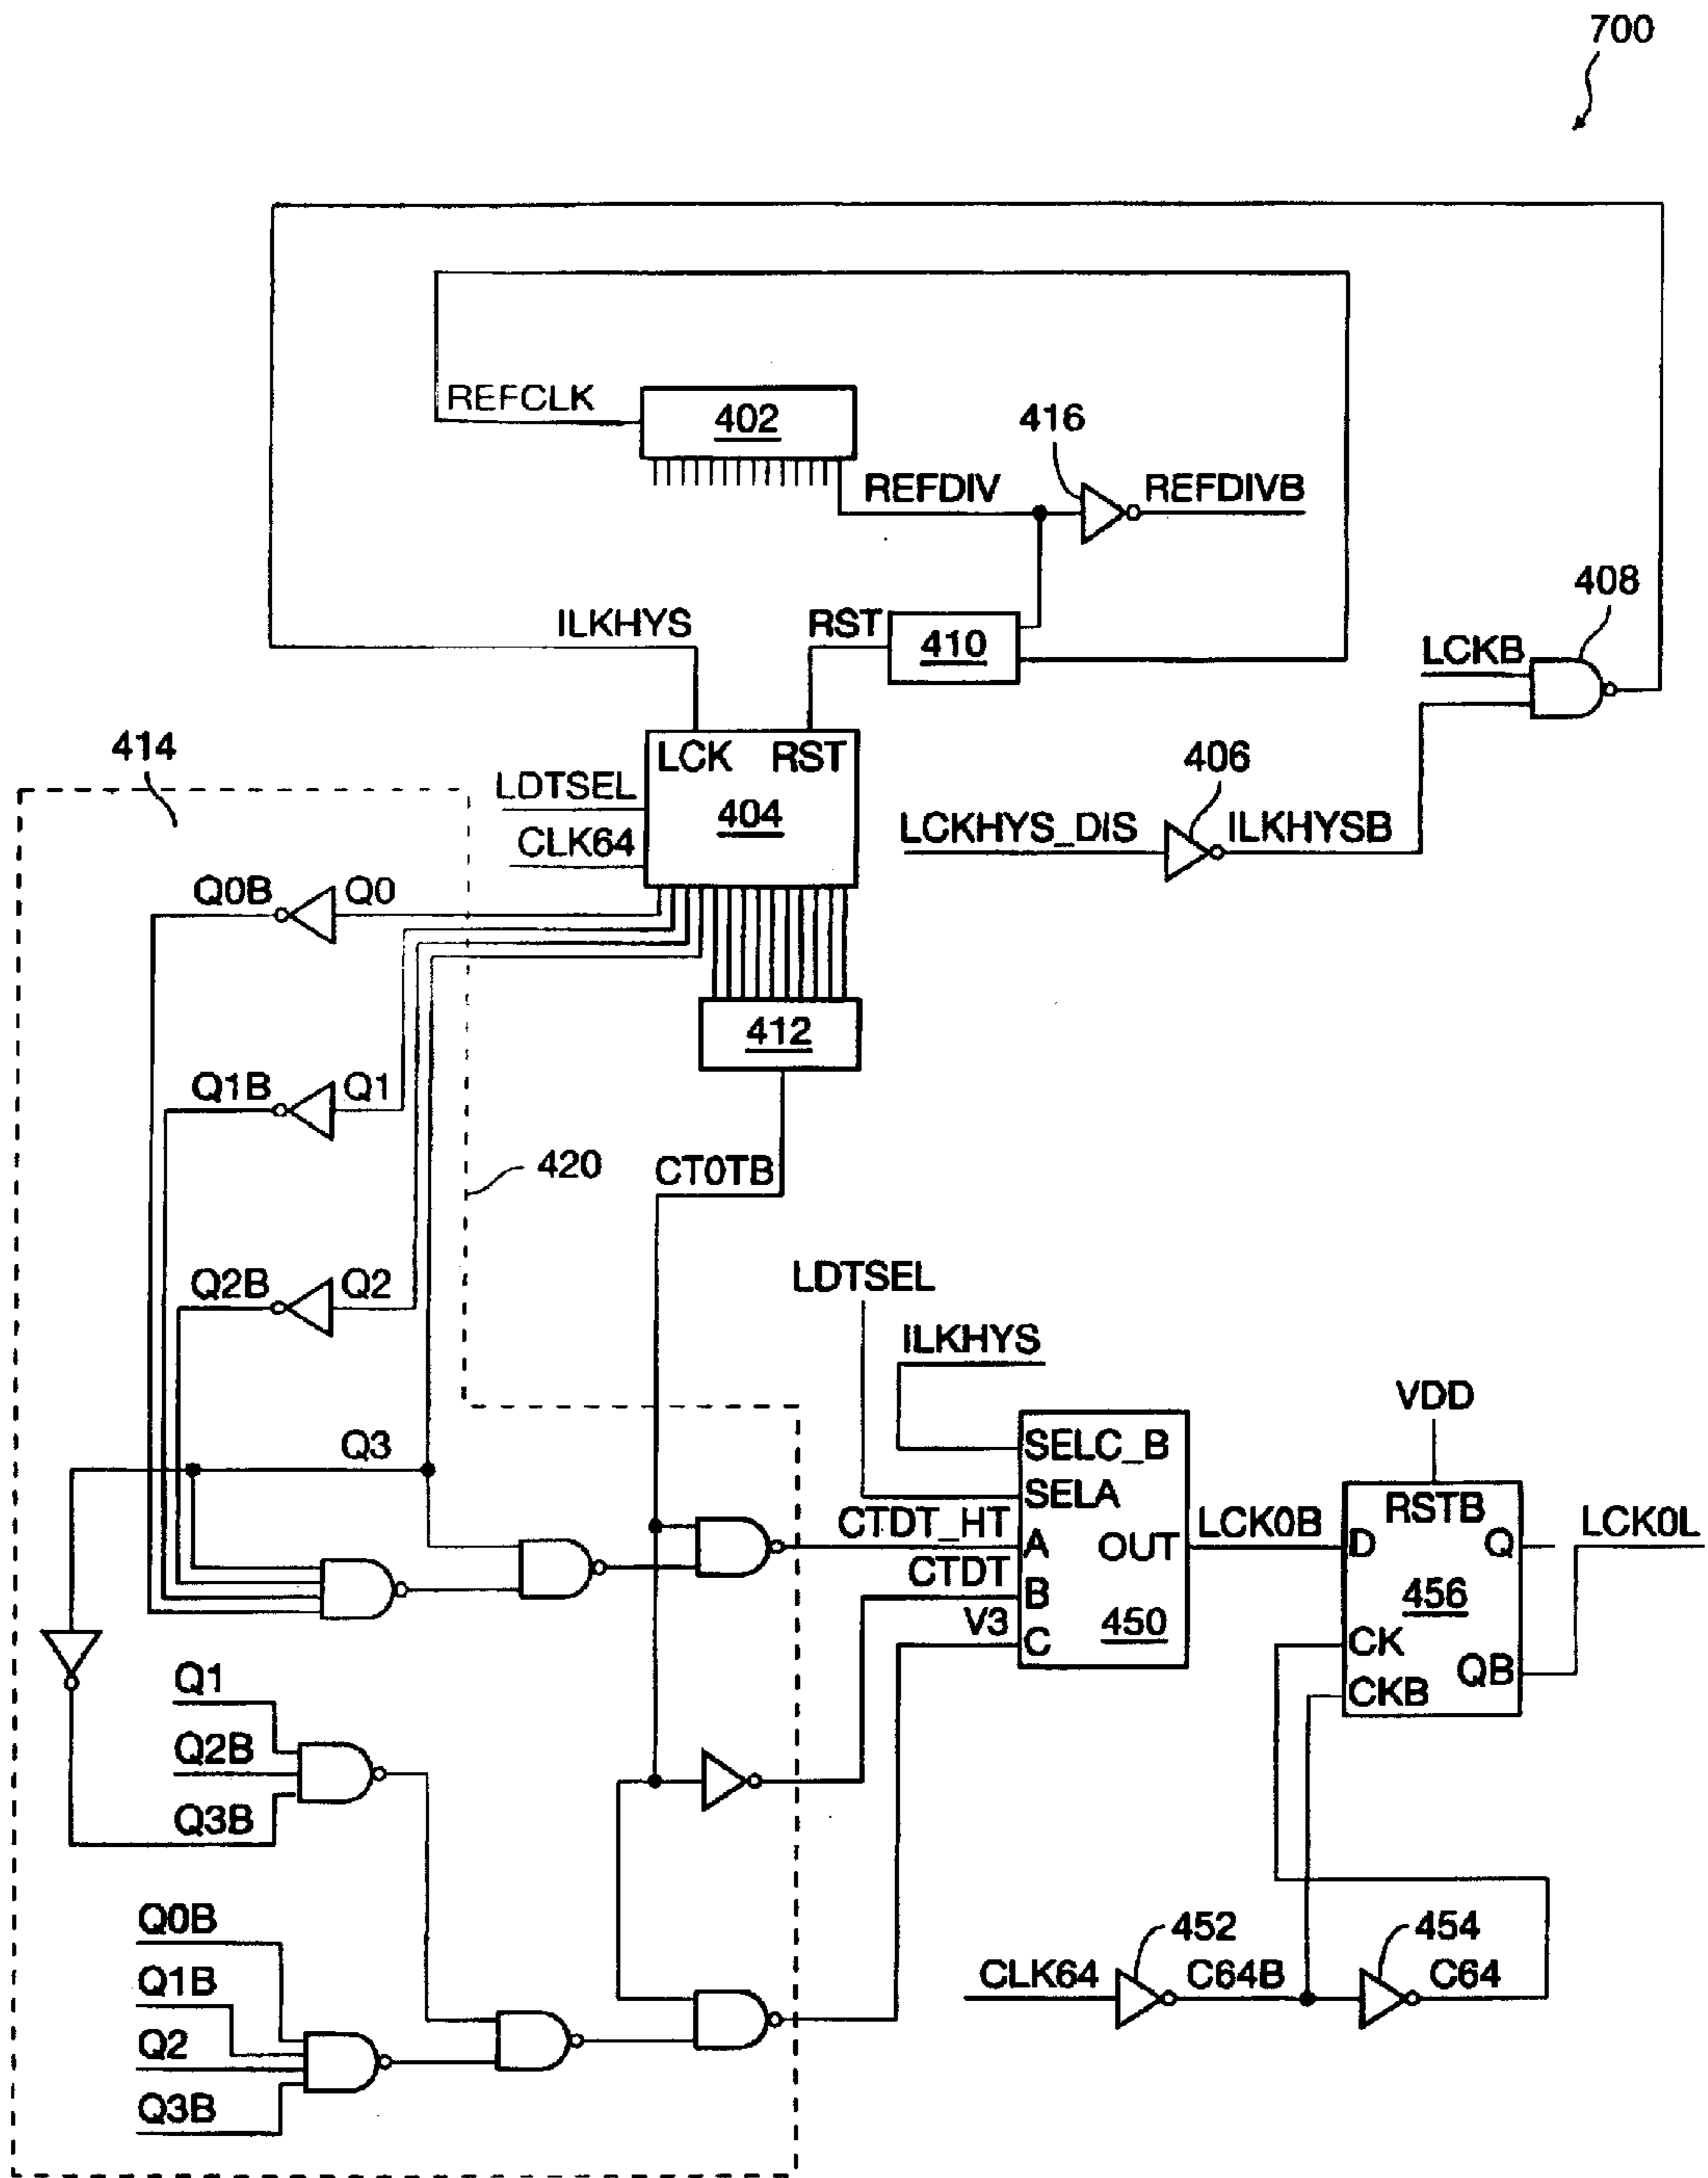 700
REFCLK
402
416
REFDIV
REFDIVB
408
ILKHYS
RST
410
LCKB
414
LCK RST
406
LDTSEL
404
LCKHYS_DIS
ILKHYSB
CLK64
Q0B
Q0
412
Q1B
Q1
420
CT0TB
Q2B
Q2
LDTSEL
ILKHYS
VDD
Q3
SELC_B
SELA
RSTB
CTDT_HT
A
OUT
LCK0B
D
Q
LCK0L
CTDT
B
456
V3
C
450
CK
QB
CKB
Q1
Q2B
Q3B
Q0B
452
454
Q1B
CLK64
C64B
C64
Q2
Q3B